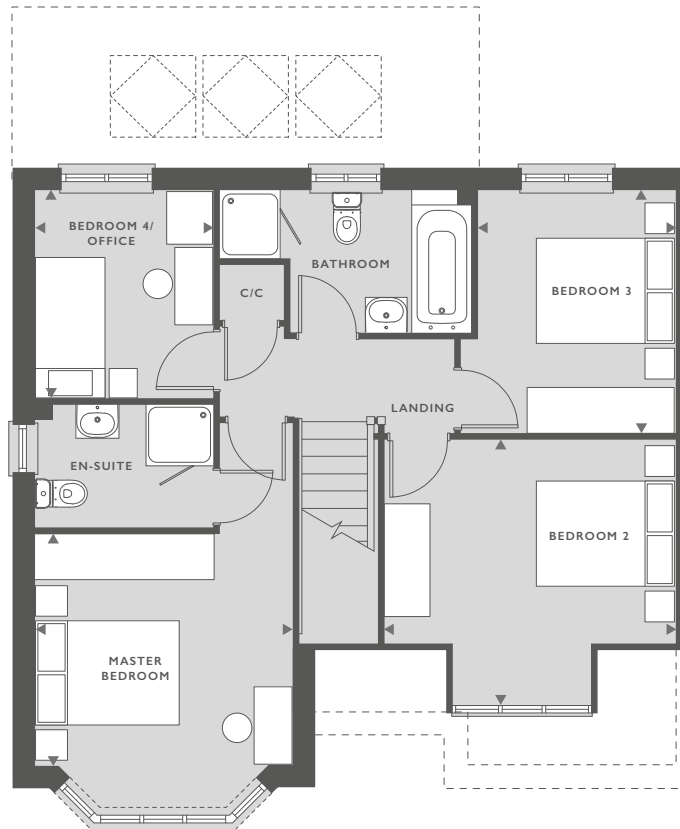 BEDROOM 4/
OFFICE
BATHROOM
C/C
BEDROOM 3
LANDING
EN-SUITE
BEDROOM 2
MASTER
BEDROOM